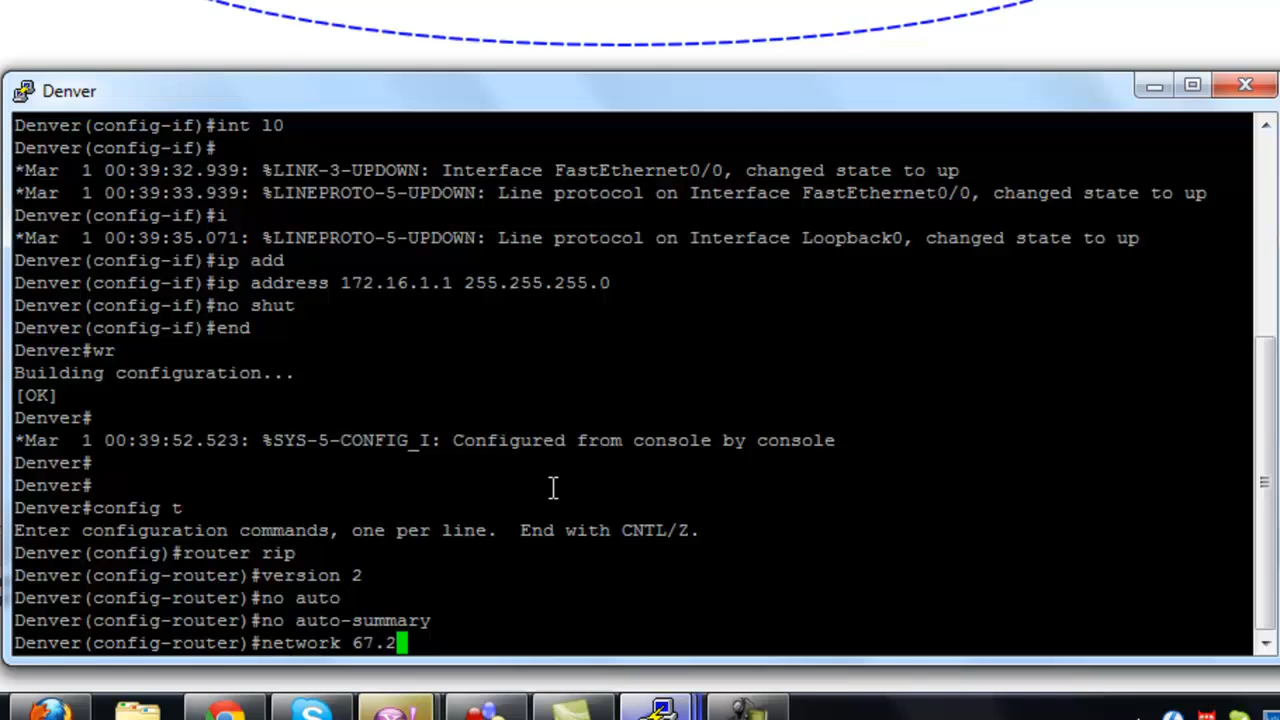 Denver
Denver(config-if)#int l0
Denver(config-if)#
*Mar  1 00:39:32.939: %LINK-3-UPDOWN: Interface FastEthernet0/0, changed state to up
*Mar  1 00:39:33.939: %LINEPROTO-5-UPDOWN: Line protocol on Interface FastEthernet0/0, changed state to up
Denver(config-if)#i
*Mar  1 00:39:35.071: %LINEPROTO-5-UPDOWN: Line protocol on Interface Loopback0, changed state to up
Denver(config-if)#ip add
Denver(config-if)#ip address 172.16.1.1 255.255.255.0
Denver(config-if)#no shut
Denver(config-if)#end
Denver#wr
Building configuration...
[OK]
Denver#
*Mar  1 00:39:52.523: %SYS-5-CONFIG_I: Configured from console by console
Denver#
Denver#
Denver#config t
Enter configuration commands, one per line.  End with CNTL/Z.
Denver(config)#router rip
Denver(config-router)#version 2
Denver(config-router)#no auto
Denver(config-router)#no auto-summary
Denver(config-router)#network 67.2